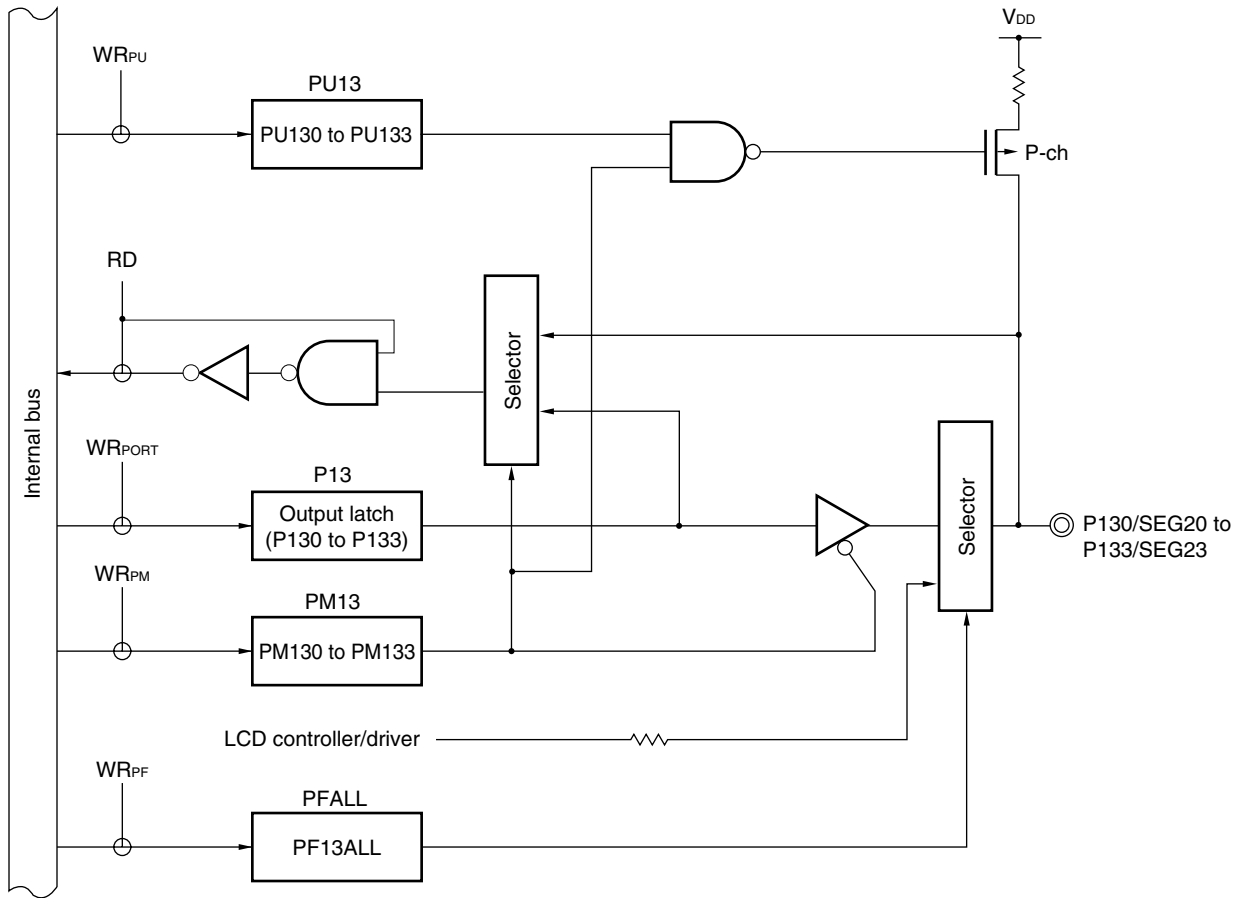 VDD
WRPU
PU13
PU130 to PU133
P-ch
RD
Selector
Internal bus
WRPORT
P13
Output latch
(P130 to P133)
Selector
P130/SEG20 to
P133/SEG23
WRPM
PM13
PM130 to PM133
LCD controller/driver
WRPF
PFALL
PF13ALL